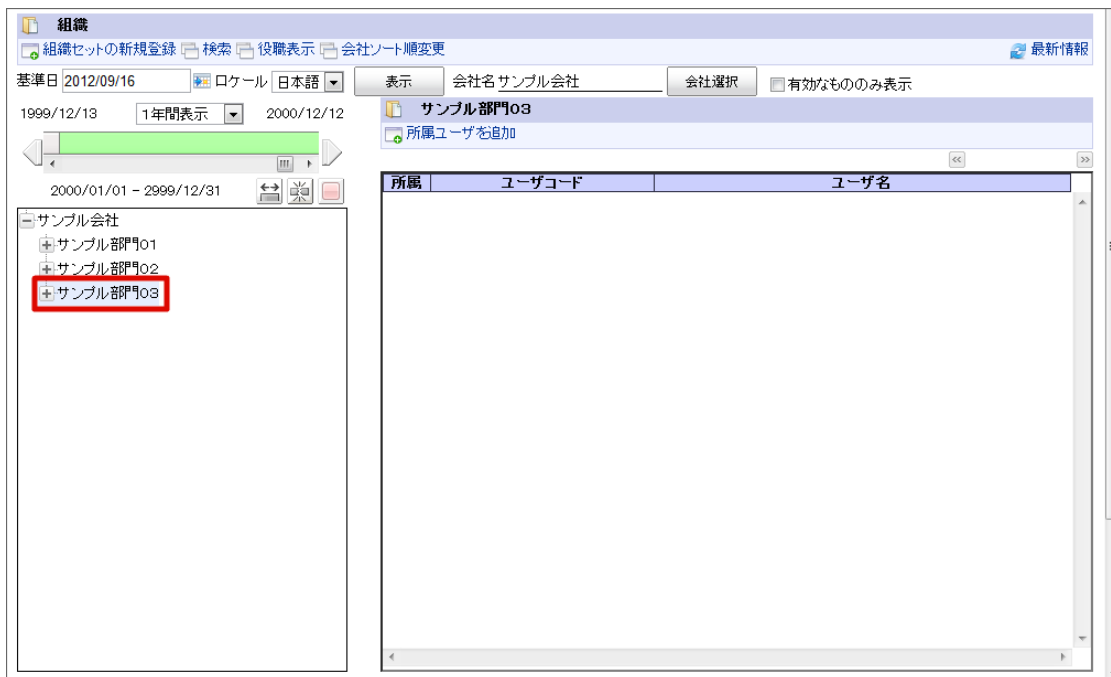 組織
組織セットの新規登録 検索 役職表示 会社ソート順変更 最新情報
基準日 2012/09/16 ロケール 日本語 表示 会社名 サンプル会社 会社選択 有効なもののみ表示
1999/12/13 1年間表示 2000/12/12
2000/01/01 - 2999/12/31
サンプル会社
サンプル部門01
サンプル部門02
サンプル部門03
サンプル部門03
所属ユーザを追加
<< >>
所属 ユーザコード ユーザ名